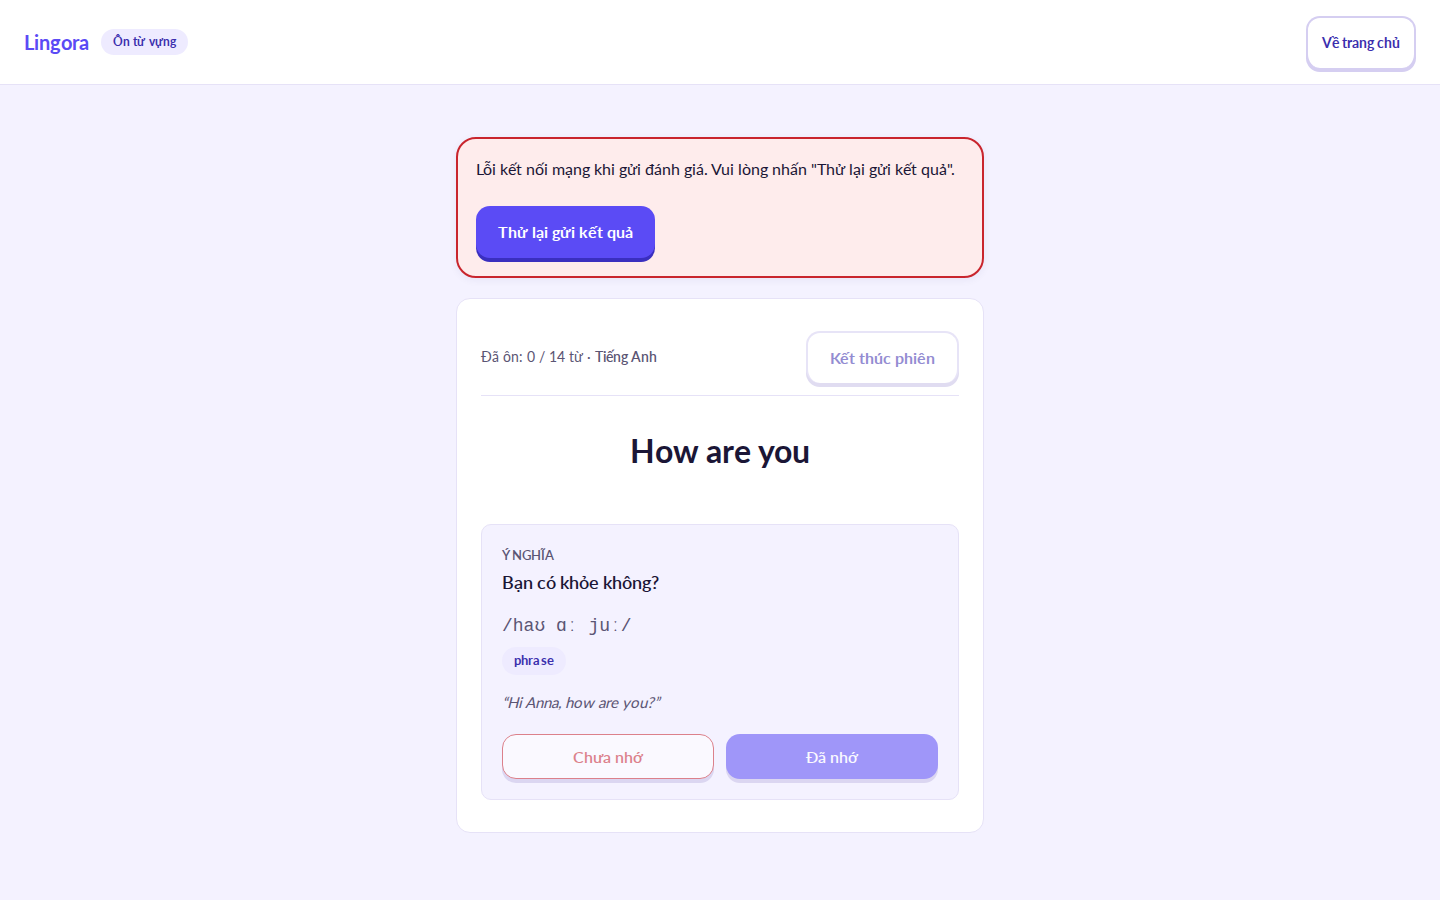 Lingora
Ôn từ vựng
Về trang chủ
Lỗi kết nối mạng khi gửi đánh giá. Vui lòng nhấn "Thử lại gửi kết quả".
Thử lại gửi kết quả
Đã ôn: 0 / 14 từ · Tiếng Anh
Kết thúc phiên
How are you
Ý NGHĨA
Bạn có khỏe không?
/haʊ ɑː juː/
phrase
“Hi Anna, how are you?”
Chưa nhớ
Đã nhớ